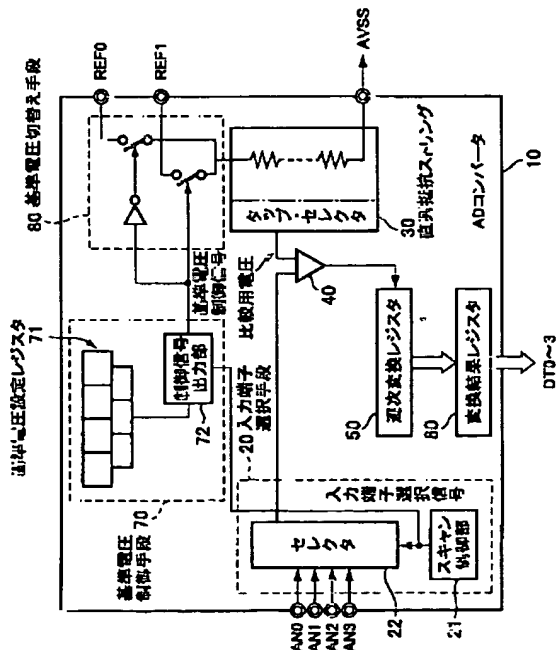 REF0
REF1
AVSS
80 基準電圧切替え手段
直列抵抗ストリング
30
タップ・セレクタ
10
ADコンバータ
基準電圧設定レジスタ
71
基準電圧
制御信号
比較用電圧
40
制御信号
出力部
72
20 入力端子
選択手段
逐次変換レジスタ
50
変換結果レジスタ
60
DT0～3
70
基準電圧
制御手段
入力端子選択信号
セレクタ
スキャン
制御部
22
21
AN0
AN1
AN2
AN3